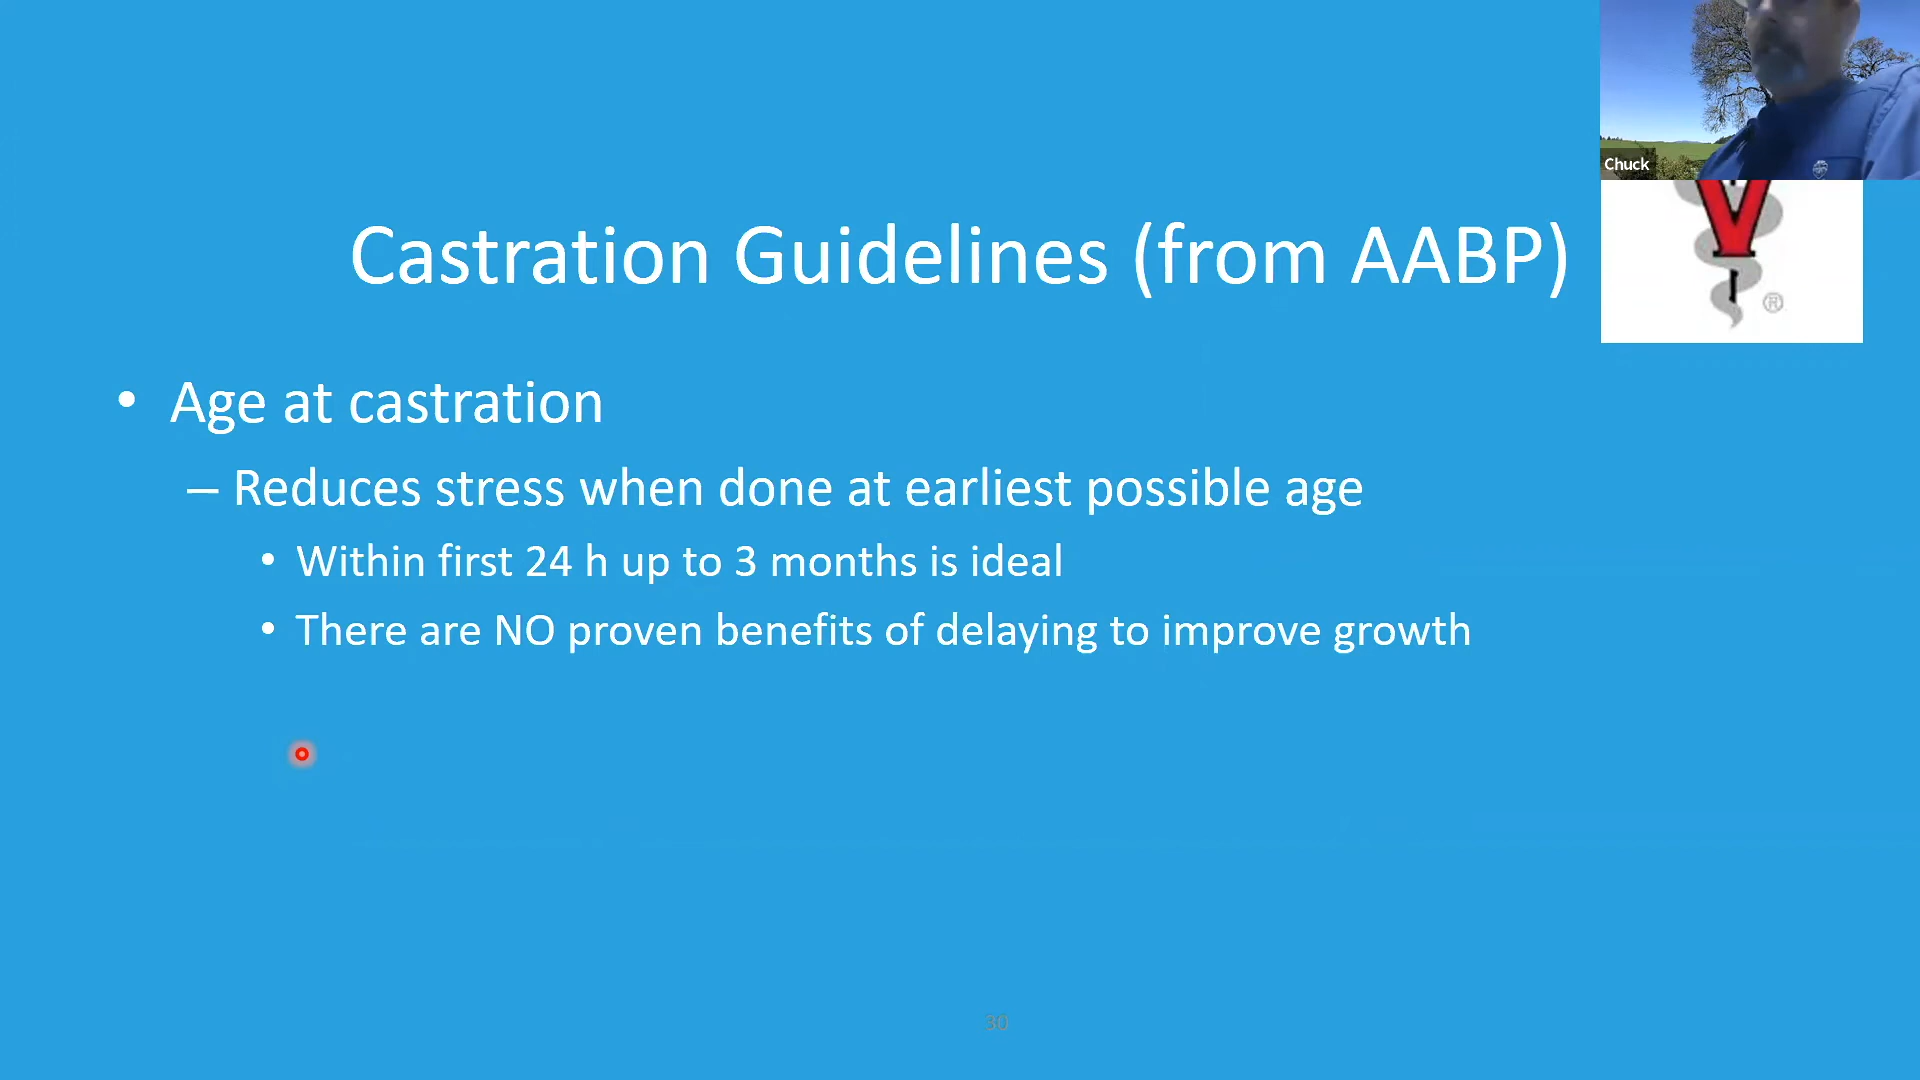 Chuck
V
®
Castration Guidelines (from AABP)
• Age at castration
– Reduces stress when done at earliest possible age
• Within first 24 h up to 3 months is ideal
• There are NO proven benefits of delaying to improve growth
30